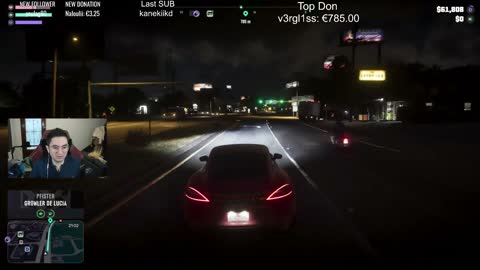 NEW FOLLOWER
NEW DONATION
Naloulii: €3.25
Last SUB
kanekiikd
Top Don
v3rgl1ss: €785.00
$61,808
$0
PFISTER
GROWLER DE LUCIA